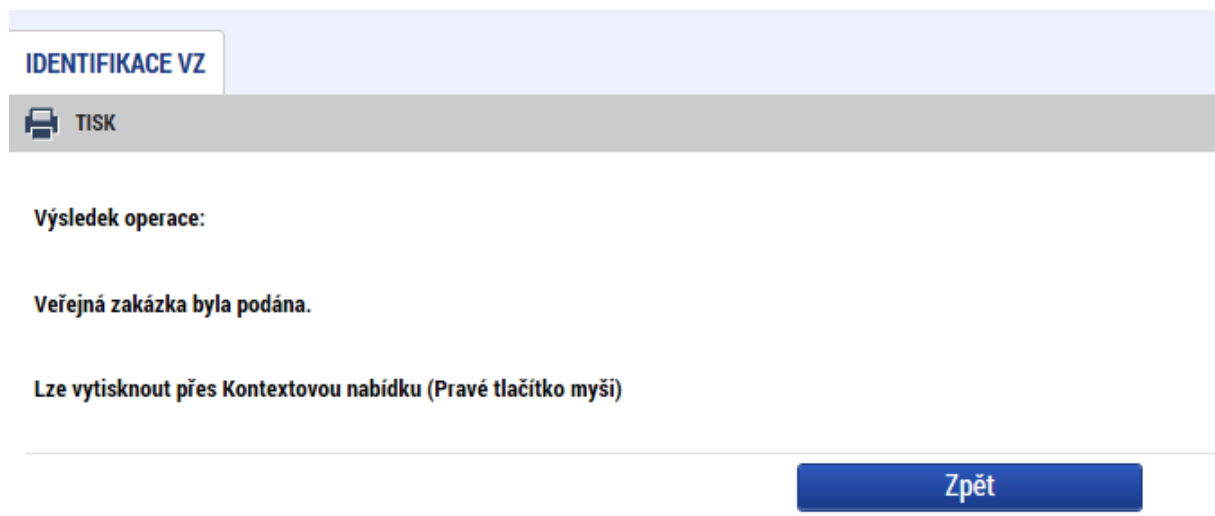 IDENTIFIKACE VZ
TISK
Výsledek operace:
Veřejná zakázka byla podána.
Lze vytisknout přes Kontextovou nabídku (Pravé tlačítko myši)
Zpět